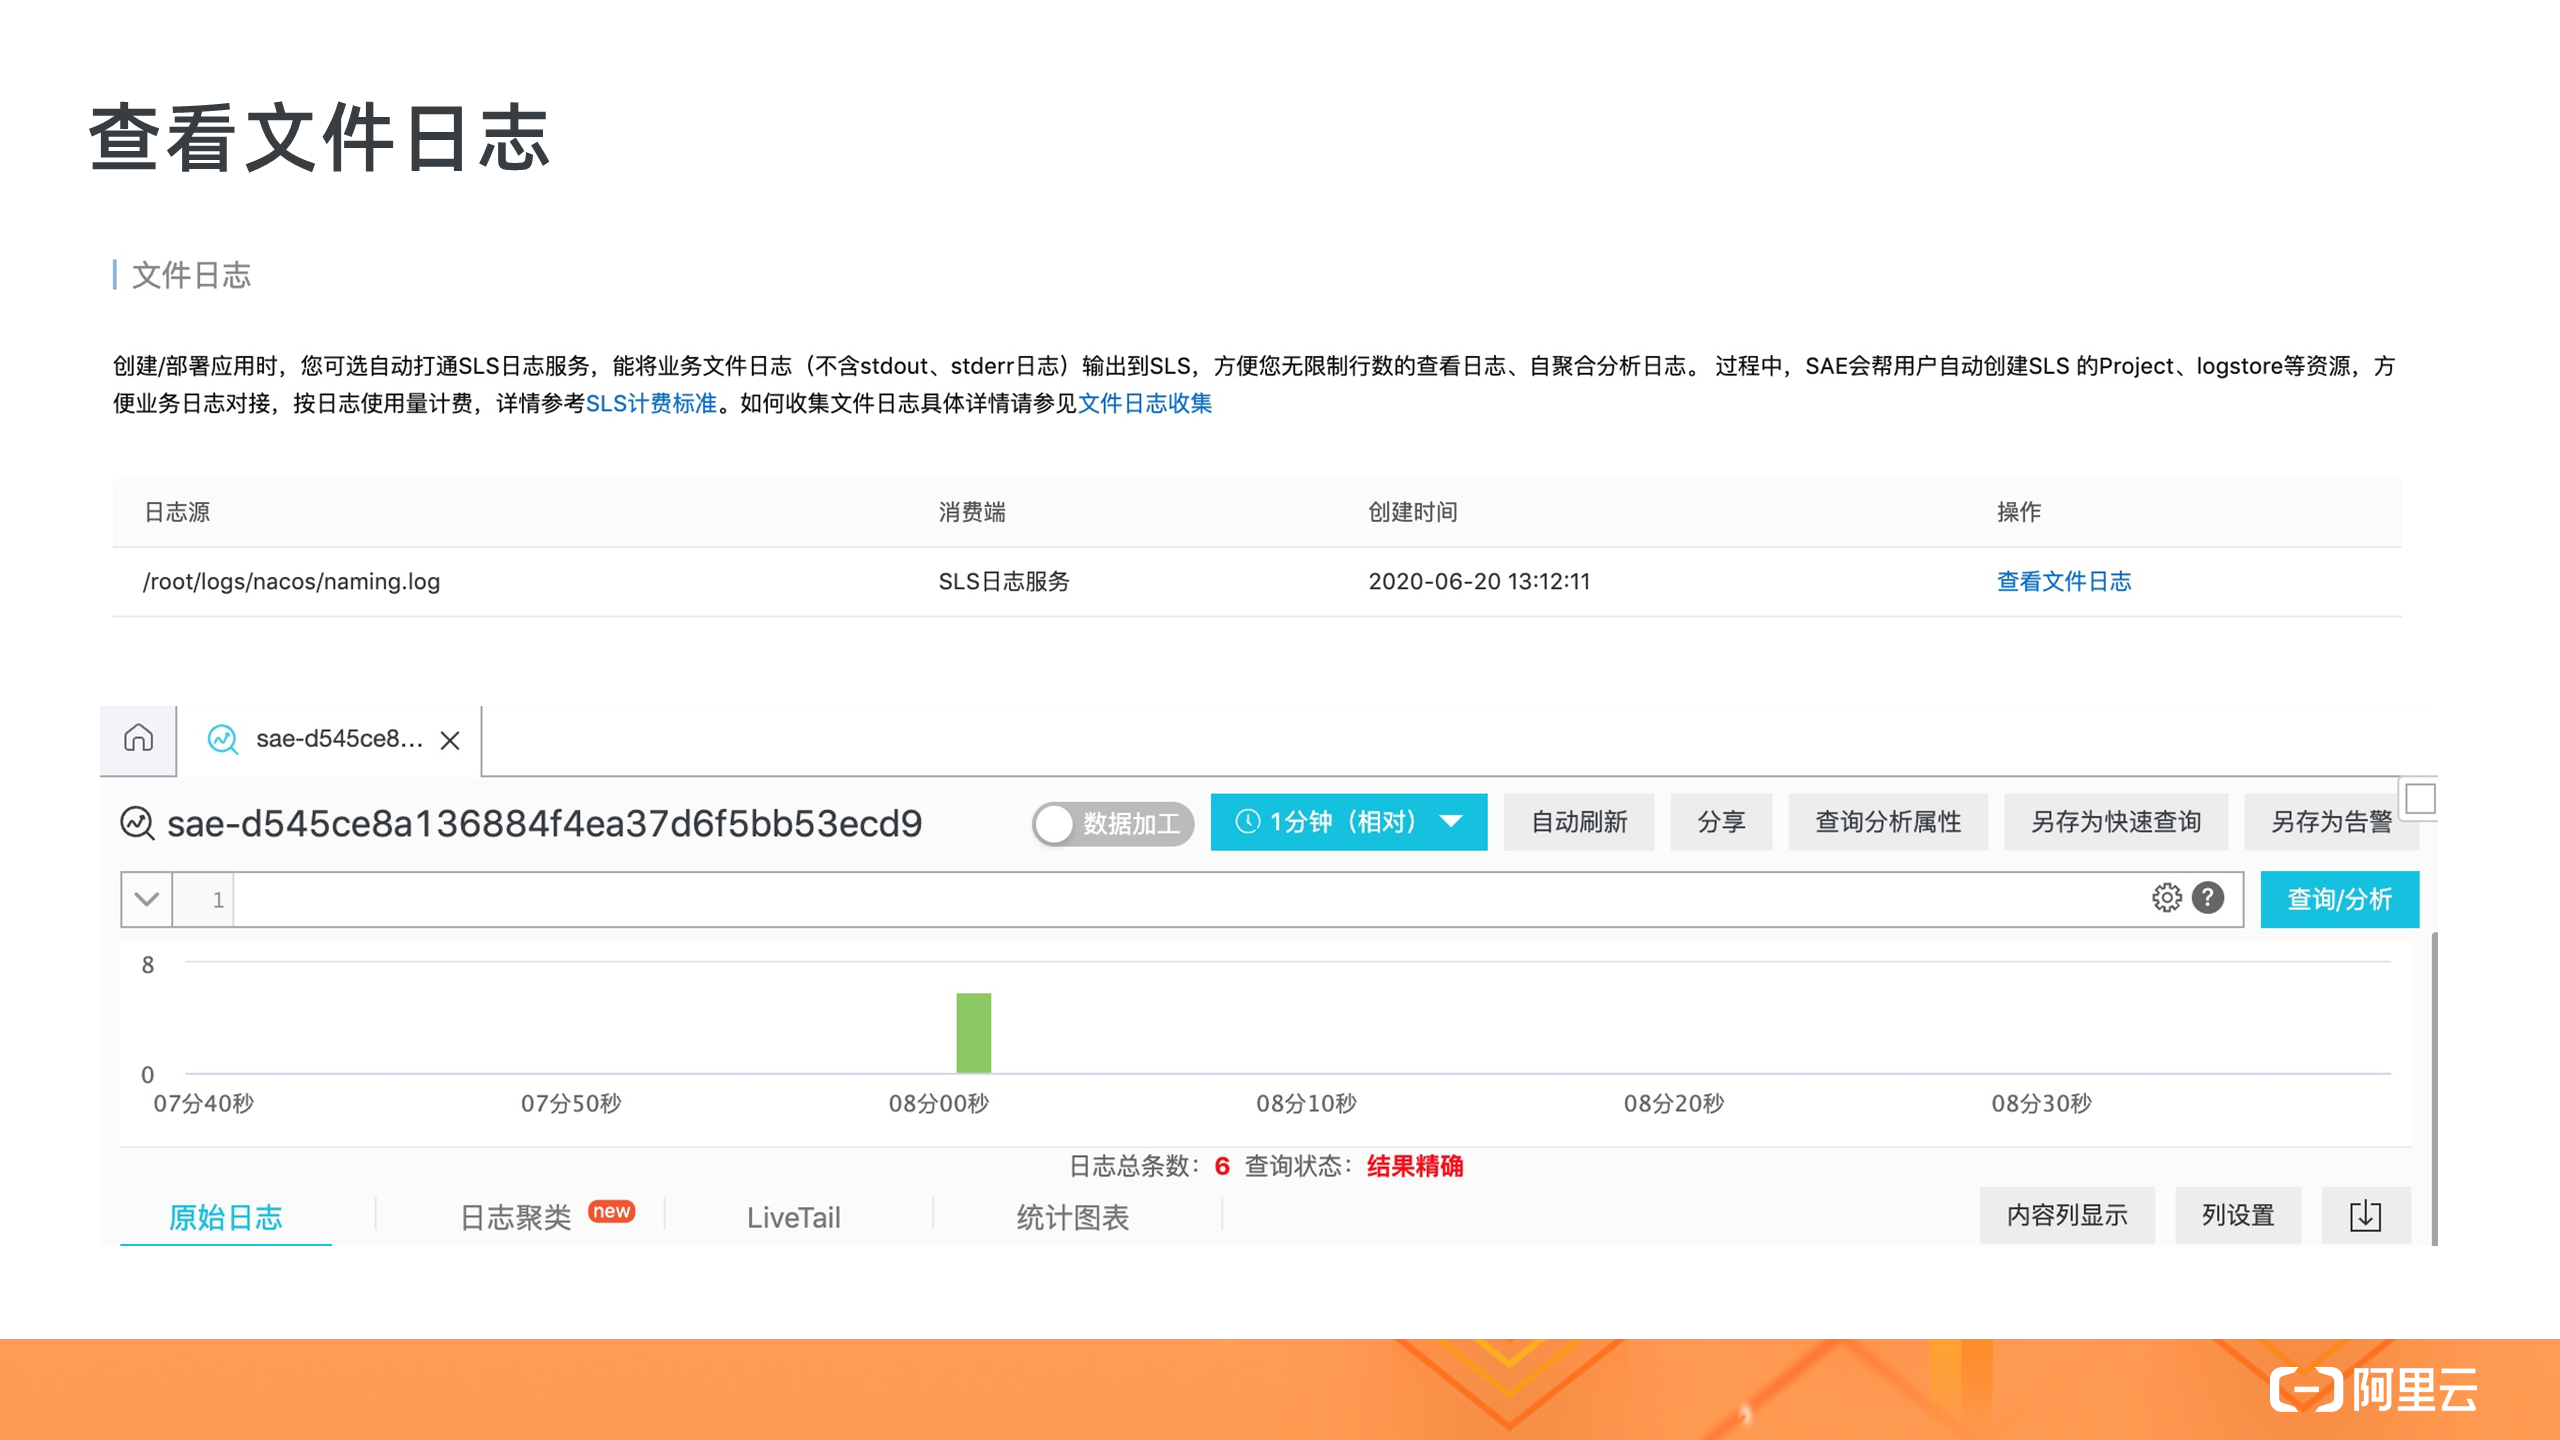 查看文件日志
文件日志
创建/部署应用时，您可选自动打通SLS日志服务，能将业务文件日志（不含stdout、stderr日志）输出到SLS，方便您无限制行数的查看日志、自聚合分析日志。 过程中，SAE会帮用户自动创建SLS 的Project、logstore等资源，方
便业务日志对接，按日志使用量计费，详情参考SLS计费标准。如何收集文件日志具体详情请参见文件日志收集
日志源 消费端 创建时间 操作
/root/logs/nacos/naming.log SLS日志服务 2020-06-20 13:12:11 查看文件日志
sae-d545ce8...
sae-d545ce8a136884f4ea37d6f5bb53ecd9 数据加工 1分钟（相对） 自动刷新 分享 查询分析属性 另存为快速查询 另存为告警
1 ? 查询/分析
8
0
07分40秒 07分50秒 08分00秒 08分10秒 08分20秒 08分30秒
日志总条数：6 查询状态：结果精确
原始日志 日志聚类 new LiveTail 统计图表 内容列显示 列设置
阿里云